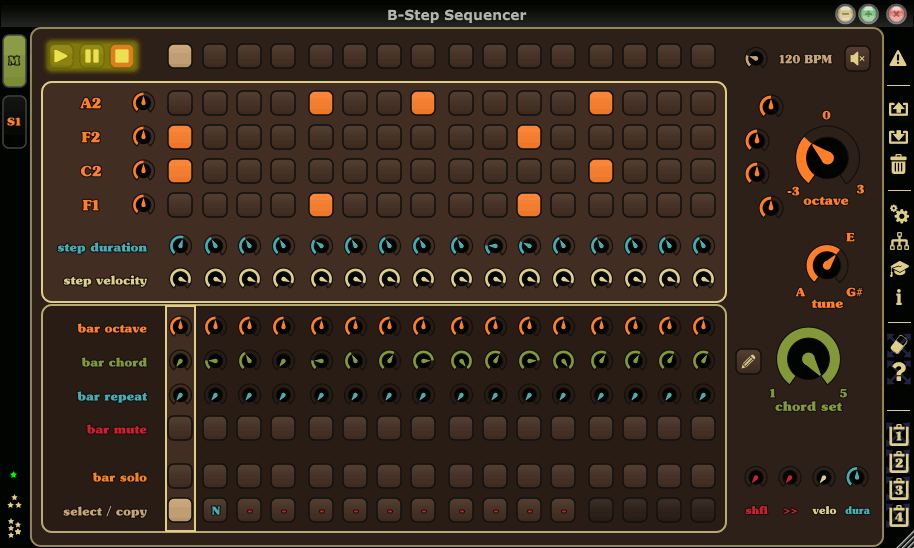 B-Step Sequencer
M
120 BPM
A2
S1
0
F2
C2
-3 3
octave
F1
E
step duration
step velocity
A G#
tune
bar octave
bar chord
bar repeat
1 5
chord set
bar mute
1
2
bar solo
3
select / copy
N
shfl >> velo dura
4